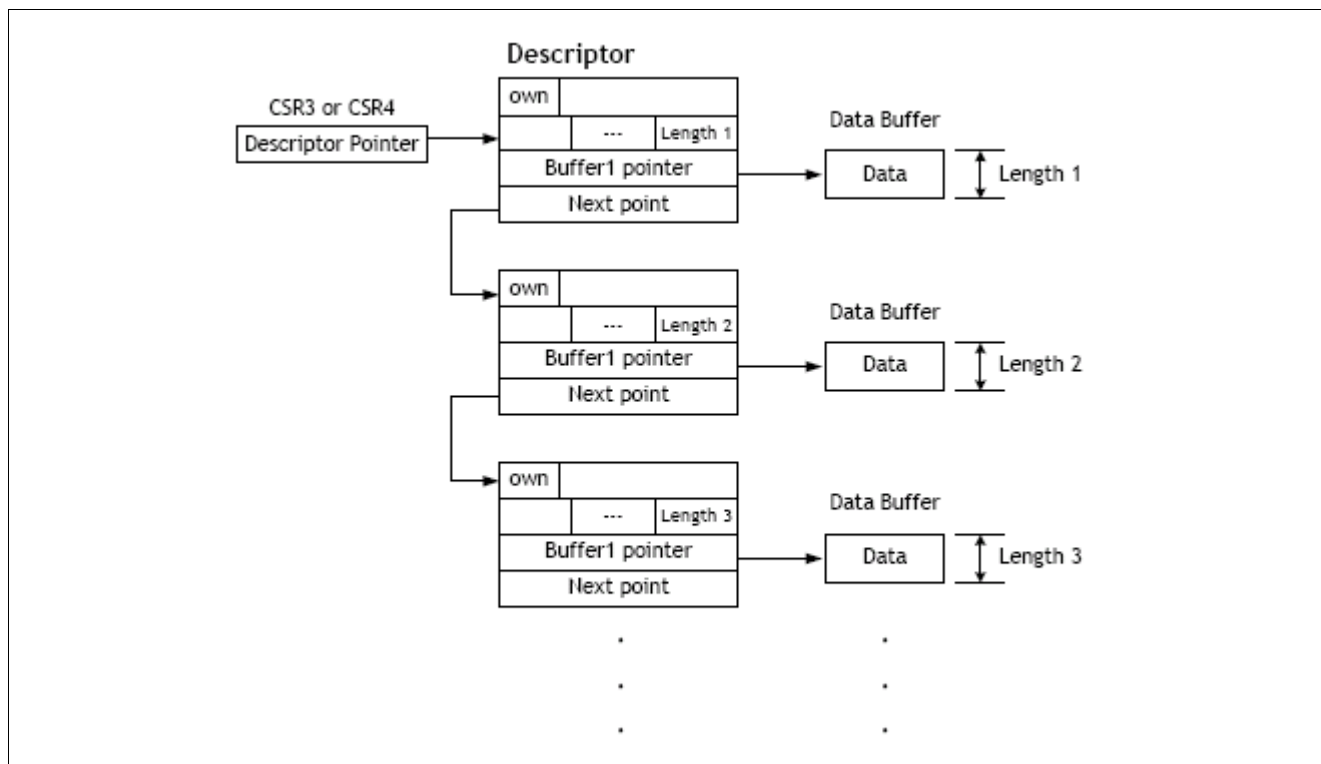 Descriptor
own
CSR3 or CSR4
Descriptor Pointer
--- Length 1
Data Buffer
Buffer1 pointer
Data
Length 1
Next point
own
--- Length 2
Data Buffer
Buffer1 pointer
Data
Length 2
Next point
own
--- Length 3
Data Buffer
Buffer1 pointer
Data
Length 3
Next point